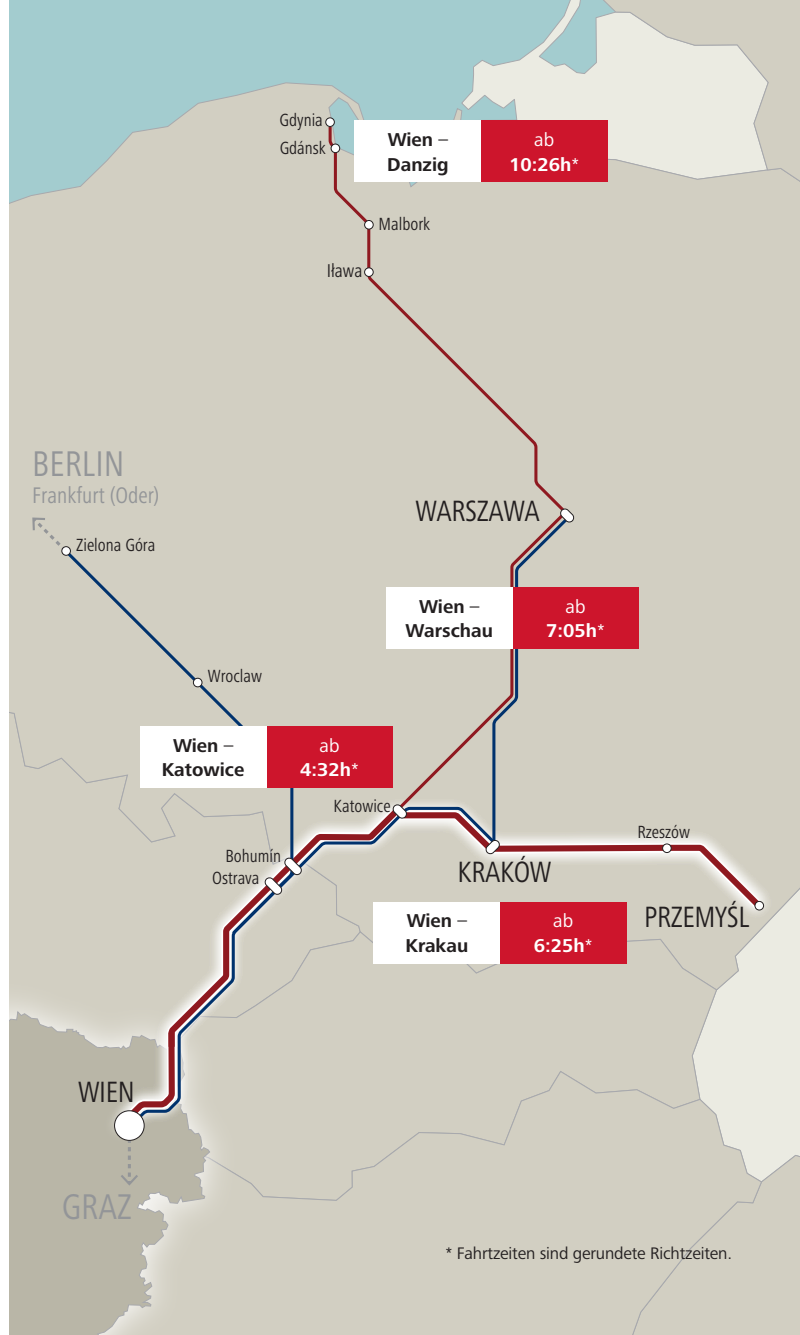 Gdynia
Gdánsk
Wien –
Danzig
ab
10:26h*
Malbork
Iława
BERLIN
Frankfurt (Oder)
Zielona Góra
WARSZAWA
Wien –
Warschau
ab
7:05h*
Wroclaw
Wien –
Katowice
ab
4:32h*
Katowice
Rzeszów
Bohumín
Ostrava
KRAKÓW
PRZEMYŚL
Wien –
Krakau
ab
6:25h*
WIEN
GRAZ
* Fahrtzeiten sind gerundete Richtzeiten.